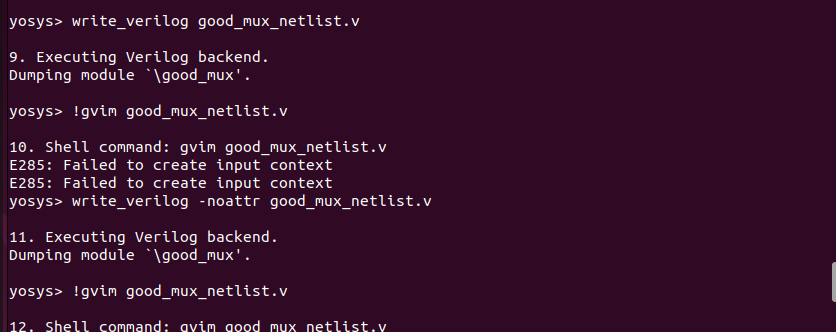 yosys> write_verilog good_mux_netlist.v
9. Executing Verilog backend.
Dumping module `\good_mux'.
yosys> !gvim good_mux_netlist.v
10. Shell command: gvim good_mux_netlist.v
E285: Failed to create input context
E285: Failed to create input context
yosys> write_verilog -noattr good_mux_netlist.v
11. Executing Verilog backend.
Dumping module `\good_mux'.
yosys> !gvim good_mux_netlist.v
12. Shell command: gvim good_mux_netlist.v